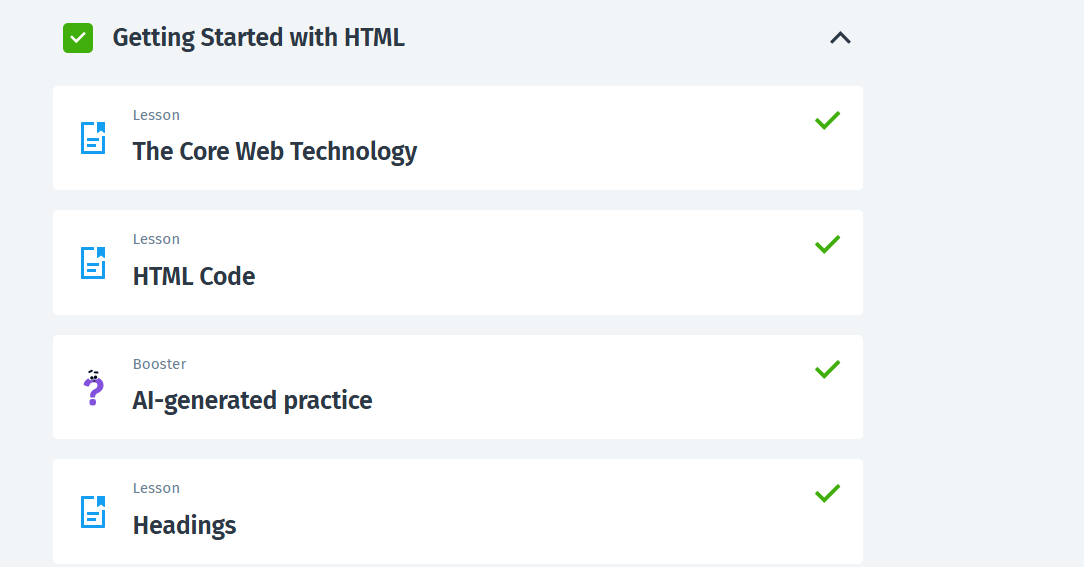 Getting Started with HTML
Lesson
The Core Web Technology
Lesson
HTML Code
Booster
AI-generated practice
Lesson
Headings